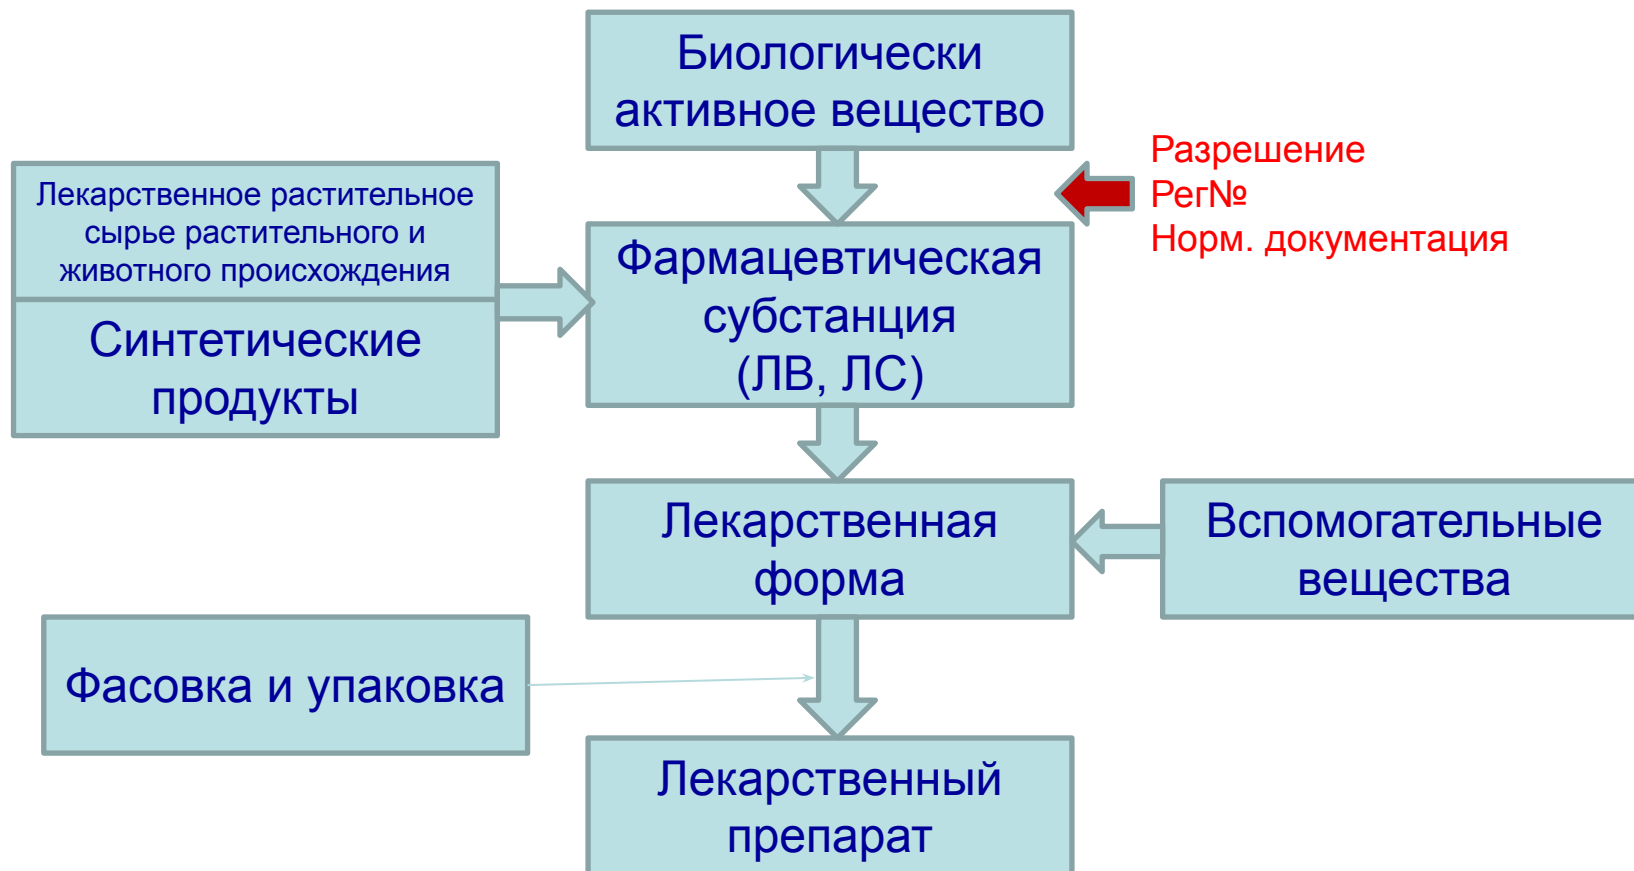 Биологически
активное вещество
Разрешение
Рег№
Норм. документация
Лекарственное растительное
сырье растительного и
животного происхождения
Синтетические
продукты
Фармацевтическая
субстанция
(ЛВ, ЛС)
Лекарственная
форма
Вспомогательные
вещества
Фасовка и упаковка
Лекарственный
препарат